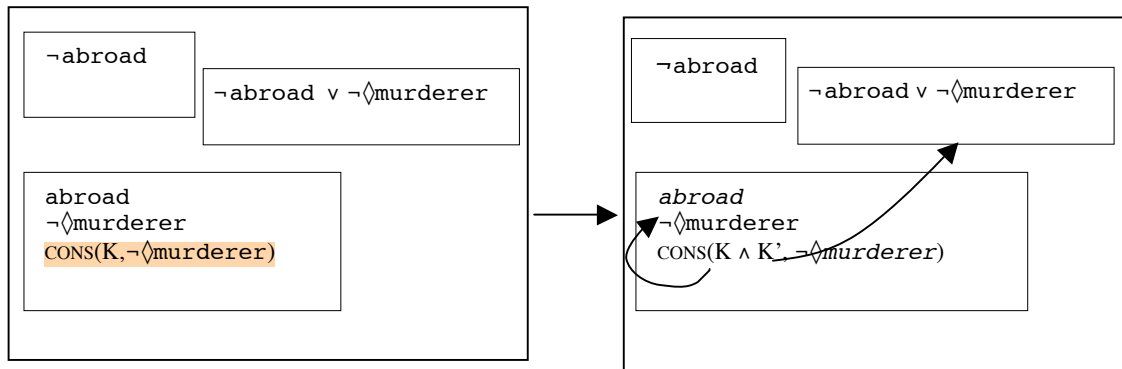 ¬abroad
¬abroad ∨ ¬◊murderer
abroad
¬◊murderer
CONS(K,¬◊murderer)
¬abroad
¬abroad ∨ ¬◊murderer
abroad
¬◊murderer
CONS(K ∧ K’, ¬◊murderer)